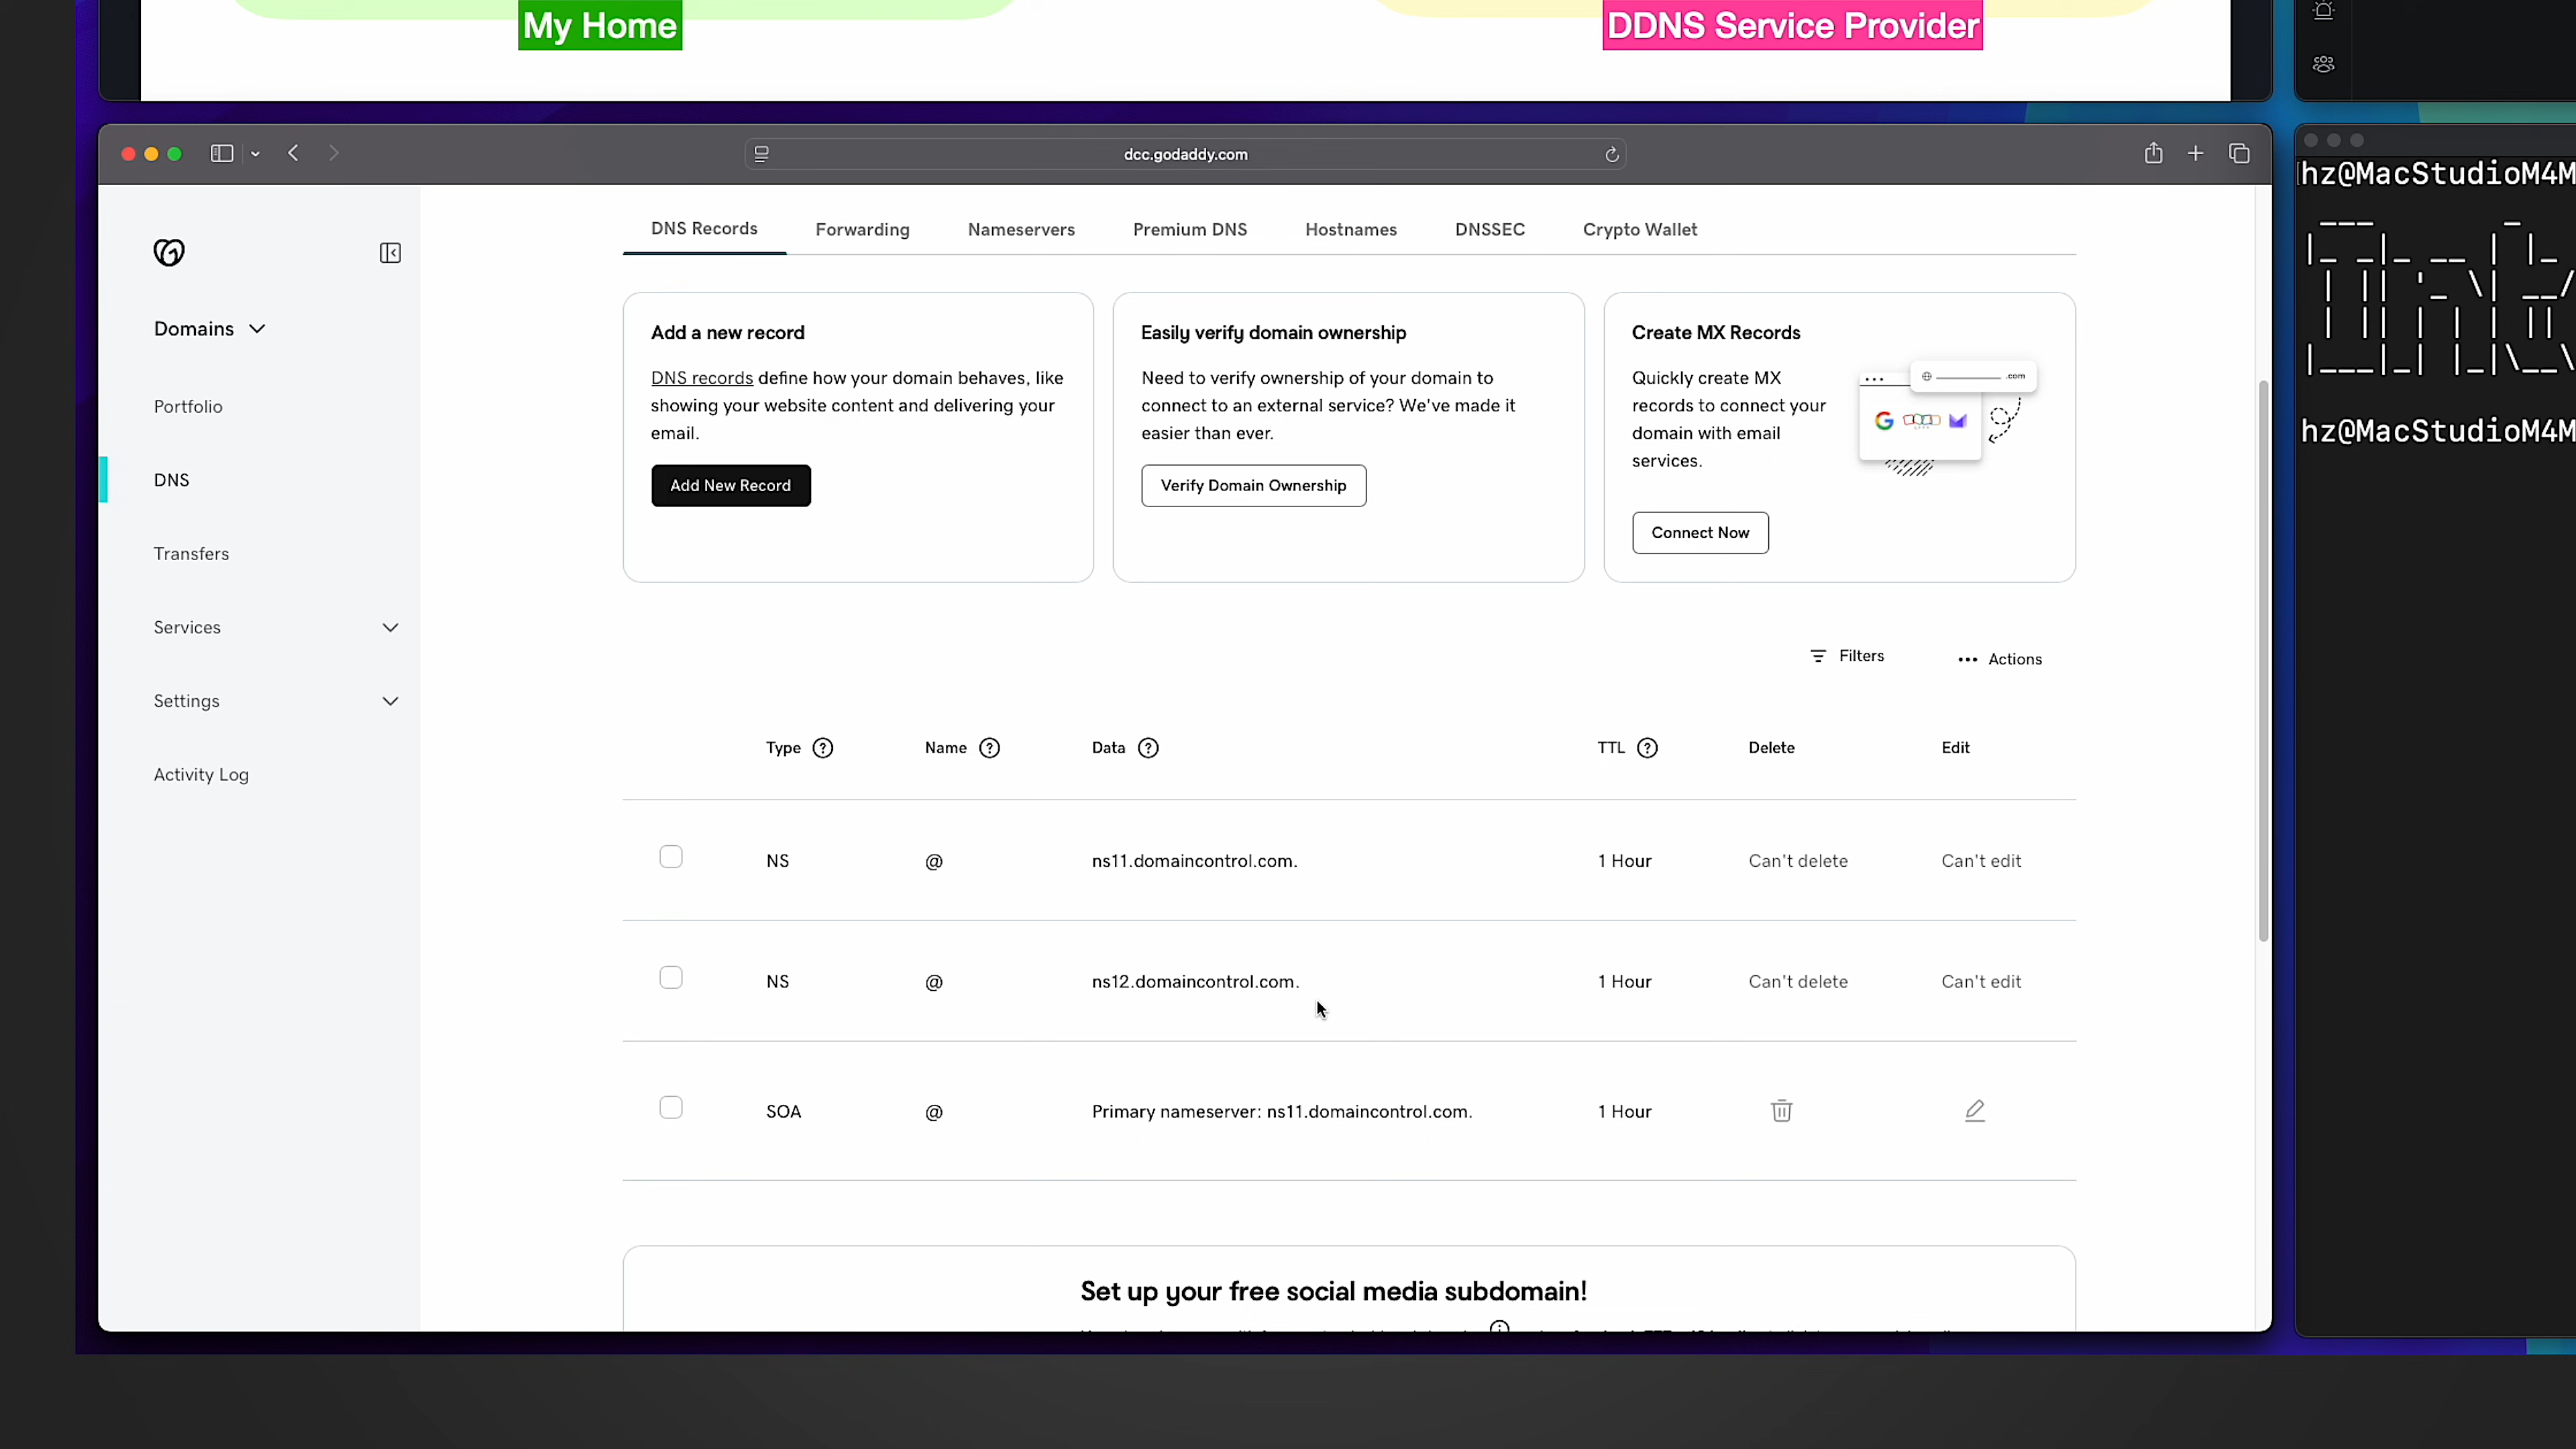 My Home
DDNS Service Provider
dcc.godaddy.com
hz@MacStudioM4M
DNS Records
Forwarding
Nameservers
Premium DNS
Hostnames
DNSSEC
Crypto Wallet
Domains
Portfolio
DNS
Transfers
Services
Settings
Activity Log
Add a new record
DNS records define how your domain behaves, like
showing your website content and delivering your
email.
Add New Record
Easily verify domain ownership
Need to verify ownership of your domain to
connect to an external service? We've made it
easier than ever.
Verify Domain Ownership
Create MX Records
Quickly create MX
records to connect your
domain with email
services.
.com
Connect Now
hz@MacStudioM4M
Filters
Actions
Type
Name
Data
TTL
Delete
Edit
NS @ ns11.domaincontrol.com. 1 Hour Can't delete Can't edit
NS @ ns12.domaincontrol.com. 1 Hour Can't delete Can't edit
SOA @ Primary nameserver: ns11.domaincontrol.com. 1 Hour
Set up your free social media subdomain!